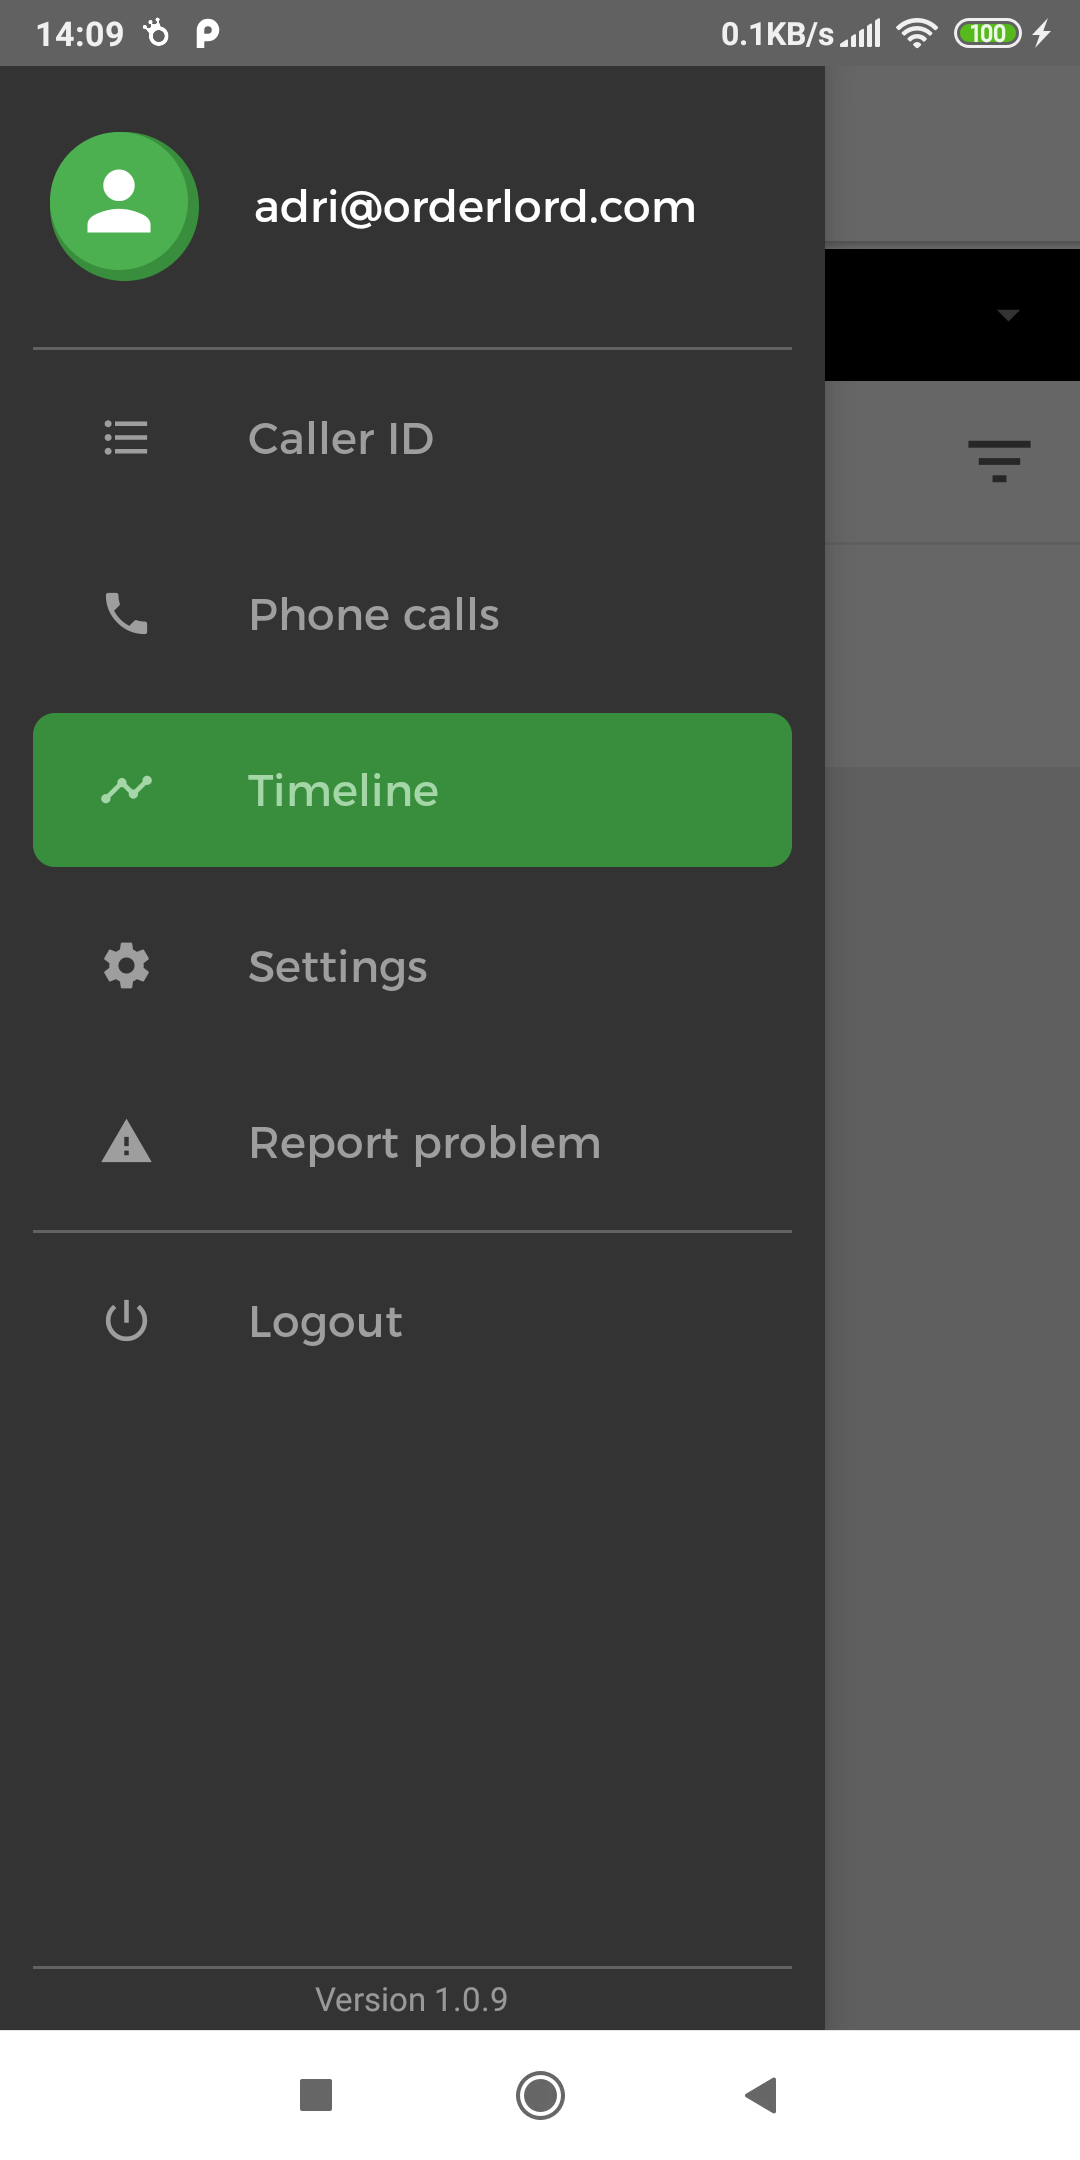 14:09 0.1KB/s 100
adri@orderlord.com
Caller ID
Phone calls
Timeline
Settings
Report problem
Logout
Version 1.0.9